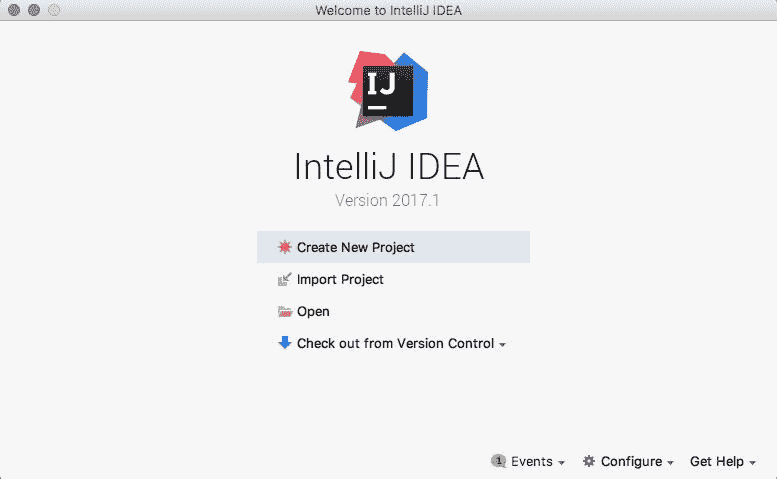 Welcome to IntelliJ IDEA
IJ
IntelliJ IDEA
Version 2017.1
Create New Project
Import Project
Open
Check out from Version Control
1 Events Configure Get Help